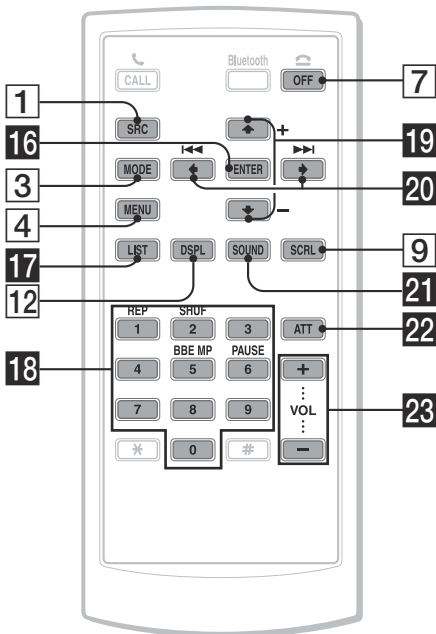 Bluetooth
CALL OFF 7
1 SRC + 19
16 MODE ENTER 20
3
4 MENU −
17 LIST DSPL SOUND SCRL 9
12 21
REP SHUF
1 2 3 ATT 22
BBE MP PAUSE
18 4 5 6 +
7 8 9 VOL 23
* 0 # −